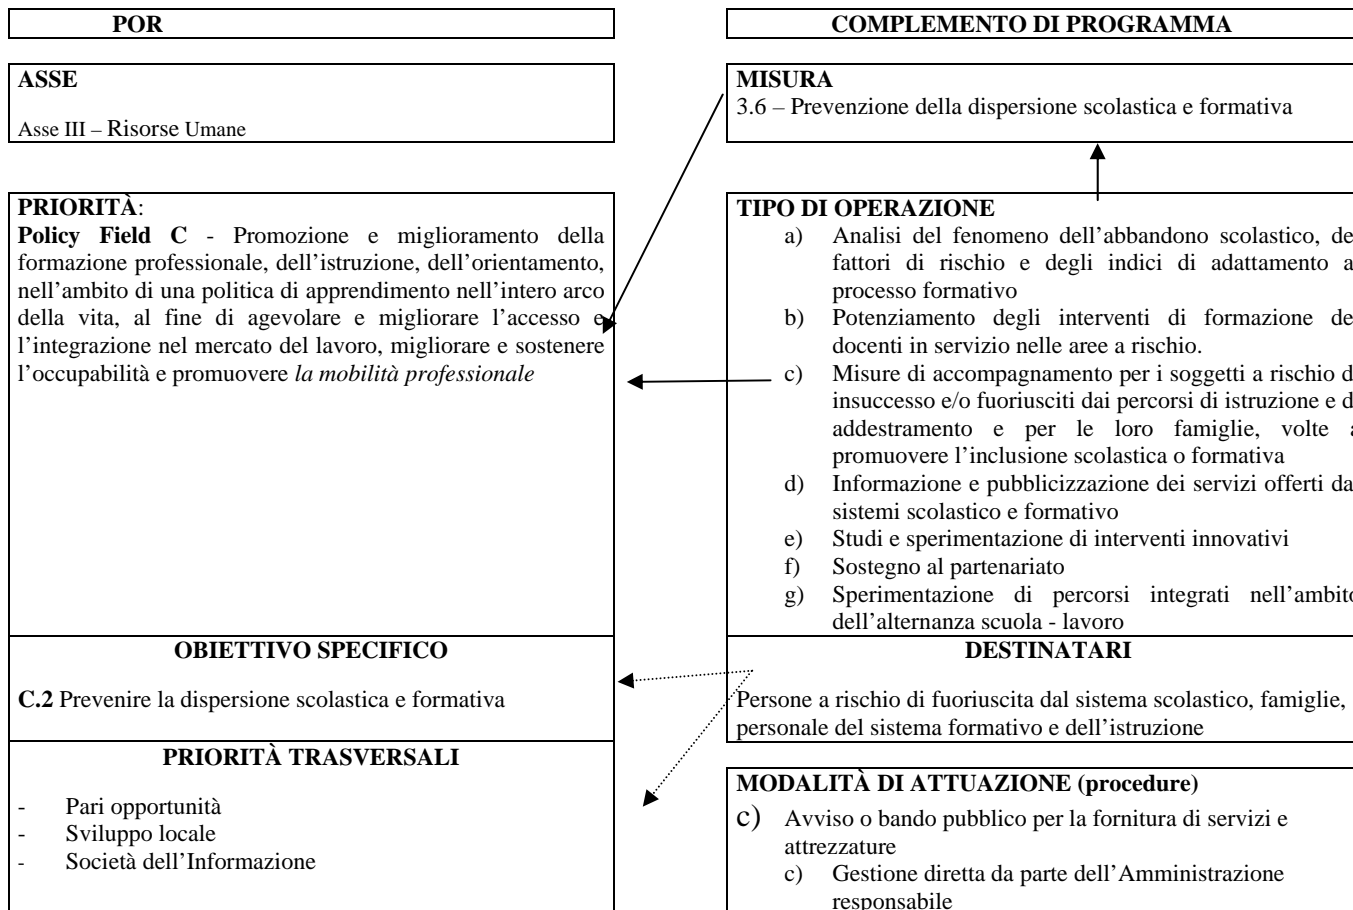 POR
ASSE
Asse III – Risorse Umane
PRIORITÀ:
Policy Field C - Promozione e miglioramento della
formazione professionale, dell’istruzione, dell’orientamento,
nell’ambito di una politica di apprendimento nell’intero arco
della vita, al fine di agevolare e migliorare l’accesso e
l’integrazione nel mercato del lavoro, migliorare e sostenere
l’occupabilità e promuovere la mobilità professionale
OBIETTIVO SPECIFICO
C.2 Prevenire la dispersione scolastica e formativa
PRIORITÀ TRASVERSALI
- Pari opportunità
- Sviluppo locale
- Società dell’Informazione
COMPLEMENTO DI PROGRAMMA
MISURA
3.6 – Prevenzione della dispersione scolastica e formativa
TIPO DI OPERAZIONE
a) Analisi del fenomeno dell’abbandono scolastico, de
fattori di rischio e degli indici di adattamento a
processo formativo
b) Potenziamento degli interventi di formazione de
docenti in servizio nelle aree a rischio.
c) Misure di accompagnamento per i soggetti a rischio d
insuccesso e/o fuoriusciti dai percorsi di istruzione e d
addestramento e per le loro famiglie, volte a
promuovere l’inclusione scolastica o formativa
d) Informazione e pubblicizzazione dei servizi offerti da
sistemi scolastico e formativo
e) Studi e sperimentazione di interventi innovativi
f) Sostegno al partenariato
g) Sperimentazione di percorsi integrati nell’ambito
dell’alternanza scuola - lavoro
DESTINATARI
Persone a rischio di fuoriuscita dal sistema scolastico, famiglie,
personale del sistema formativo e dell’istruzione
MODALITÀ DI ATTUAZIONE (procedure)
c) Avviso o bando pubblico per la fornitura di servizi e
attrezzature
c) Gestione diretta da parte dell’Amministrazione
responsabile